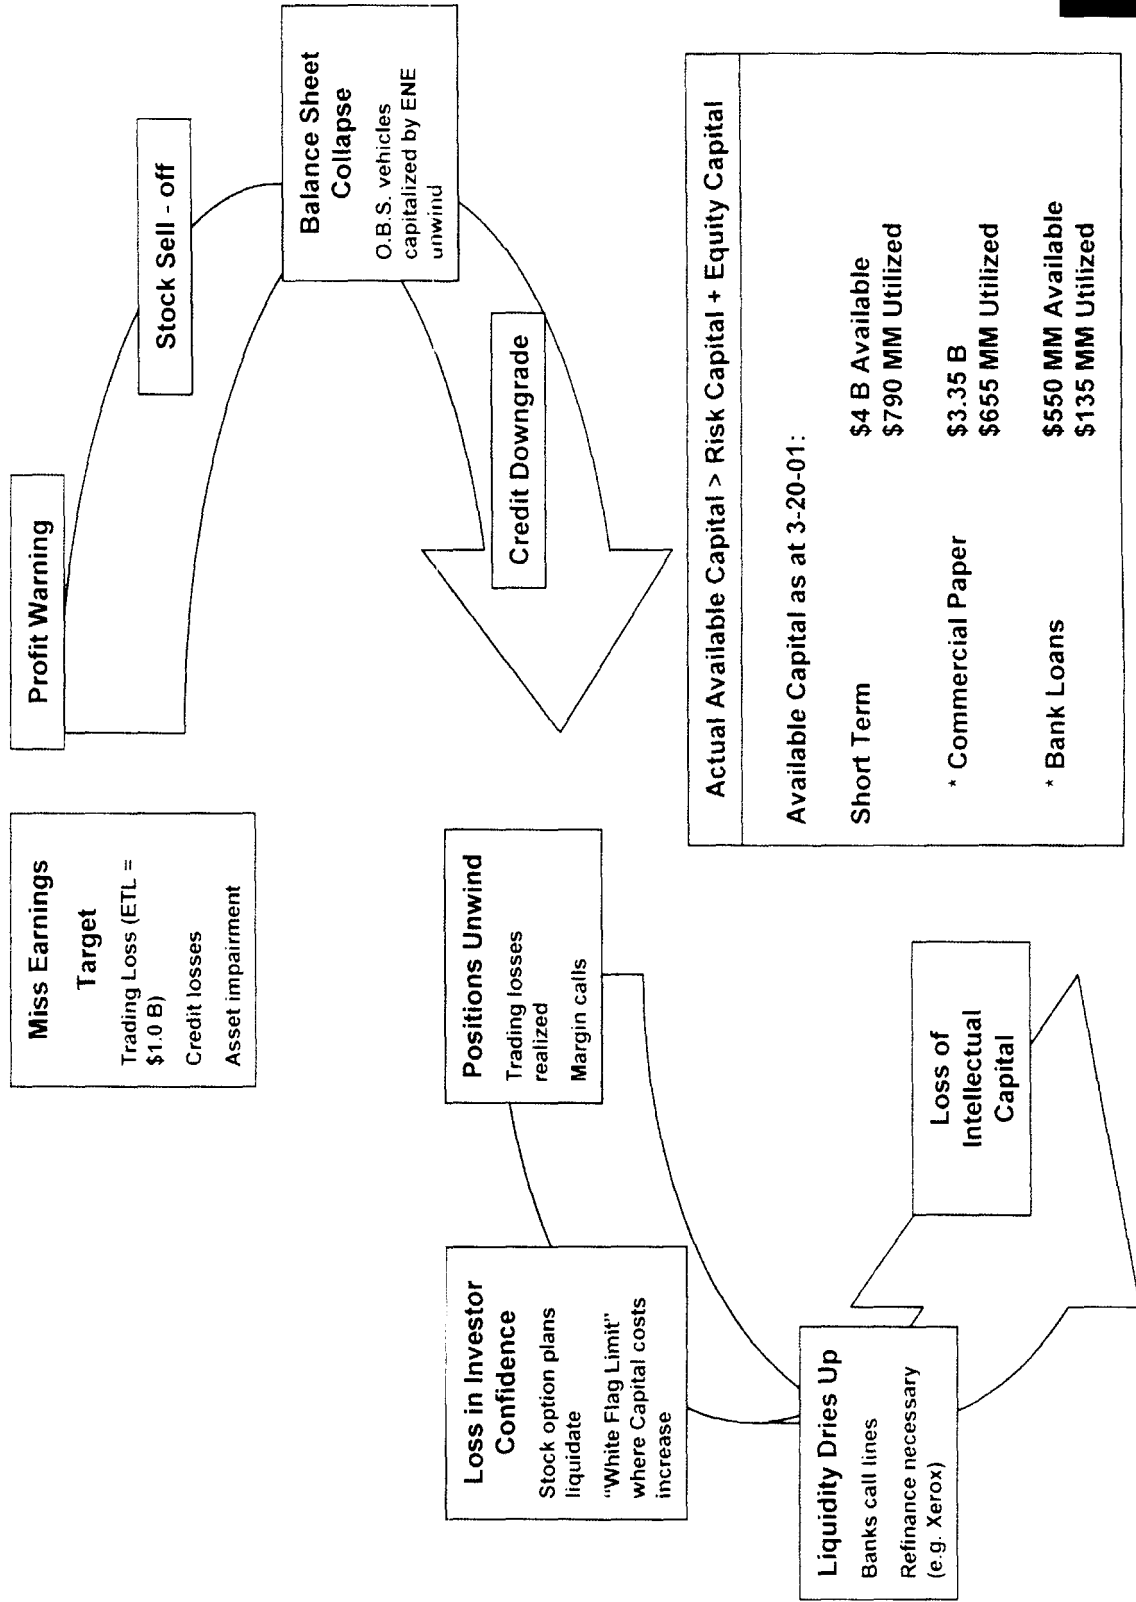 Miss Earnings
Target
Trading Loss (ETL =
$1.0 B)
Credit losses
Asset impairment
Profit Warning
Stock Sell - off
Balance Sheet
Collapse
O.B.S. vehicles
capitalized by ENE
unwind
Credit Downgrade
Positions Unwind
Trading losses
realized
Margin calls
Loss in Investor
Confidence
Stock option plans
liquidate
“White Flag Limit”
where Capital costs
increase
Liquidity Dries Up
Banks call lines
Refinance necessary
(e.g. Xerox)
Loss of
Intellectual
Capital
Actual Available Capital > Risk Capital + Equity Capital
Available Capital as at 3-20-01:
Short Term $4 B Available
$790 MM Utilized
* Commercial Paper $3.35 B
$655 MM Utilized
* Bank Loans $550 MM Available
$135 MM Utilized